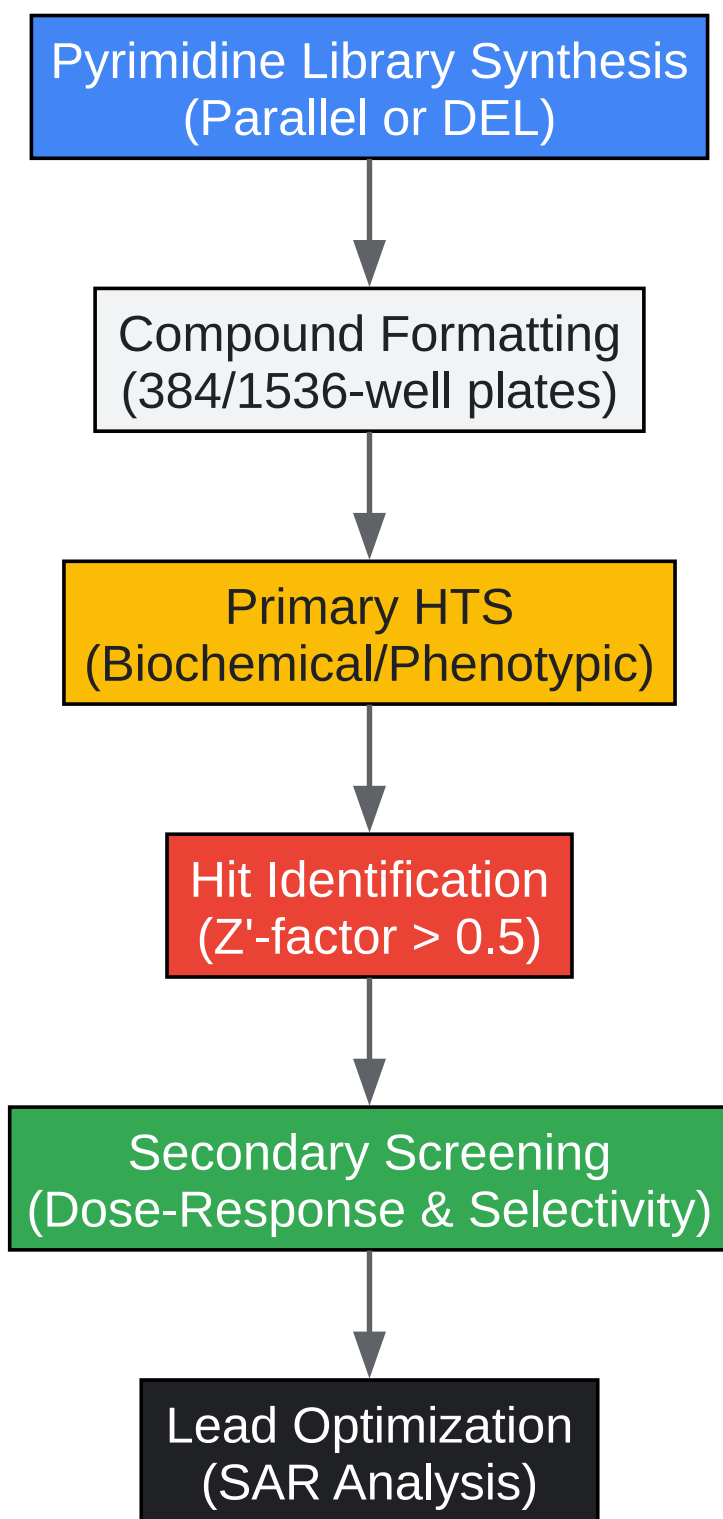 Pyrimidine Library Synthesis
(Parallel or DEL)
Compound Formatting
(384/1536-well plates)
Primary HTS
(Biochemical/Phenotypic)
Hit Identification
(Z'-factor > 0.5)
Secondary Screening
(Dose-Response & Selectivity)
Lead Optimization
(SAR Analysis)